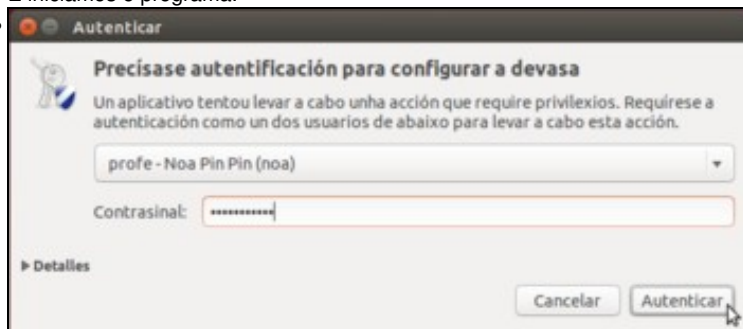 E iniciamos o programa.
Autenticar
Precísase autentificación para configurar a devasa
Un aplicativo tentou levar a cabo unha acción que require privilexios. Requírese a
autenticación como un dos usuarios de abaixo para levar a cabo esta acción.
profe - Noa Pin Pin (noa)
Contrasinal: •••••••••••
Detalles
Cancelar Autenticar